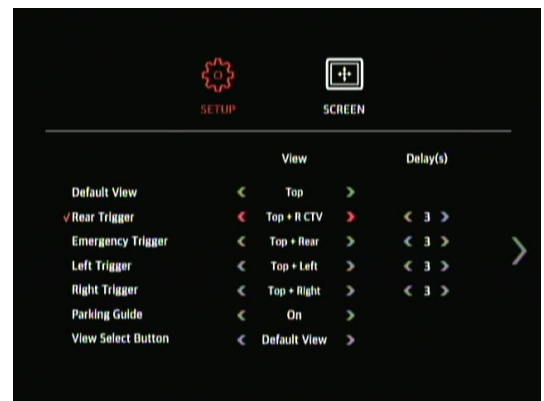 SETUP SCREEN
View Delay(s)
Default View Top
√ Rear Trigger Top + R CTV 3
Emergency Trigger Top + Rear 3
Left Trigger Top + Left 3
Right Trigger Top + Right 3
Parking Guide On
View Select Button Default View